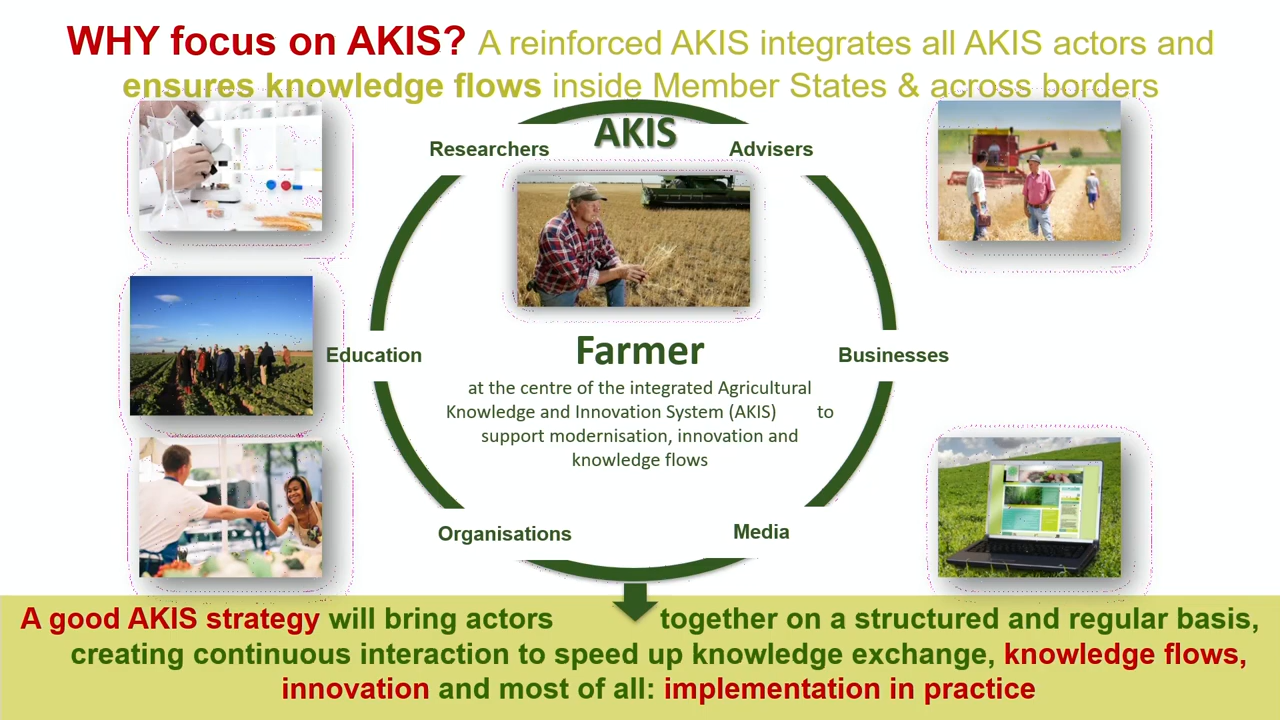 WHY focus on AKIS? A reinforced AKIS integrates all AKIS actors and
ensures knowledge flows inside Member States & across borders
AKIS
Researchers
Advisers
Education
Farmer
Businesses
at the centre of the integrated Agricultural
Knowledge and Innovation System (AKIS) to
support modernisation, innovation and
knowledge flows
Organisations
Media
A good AKIS strategy will bring actors together on a structured and regular basis,
creating continuous interaction to speed up knowledge exchange, knowledge flows,
innovation and most of all: implementation in practice